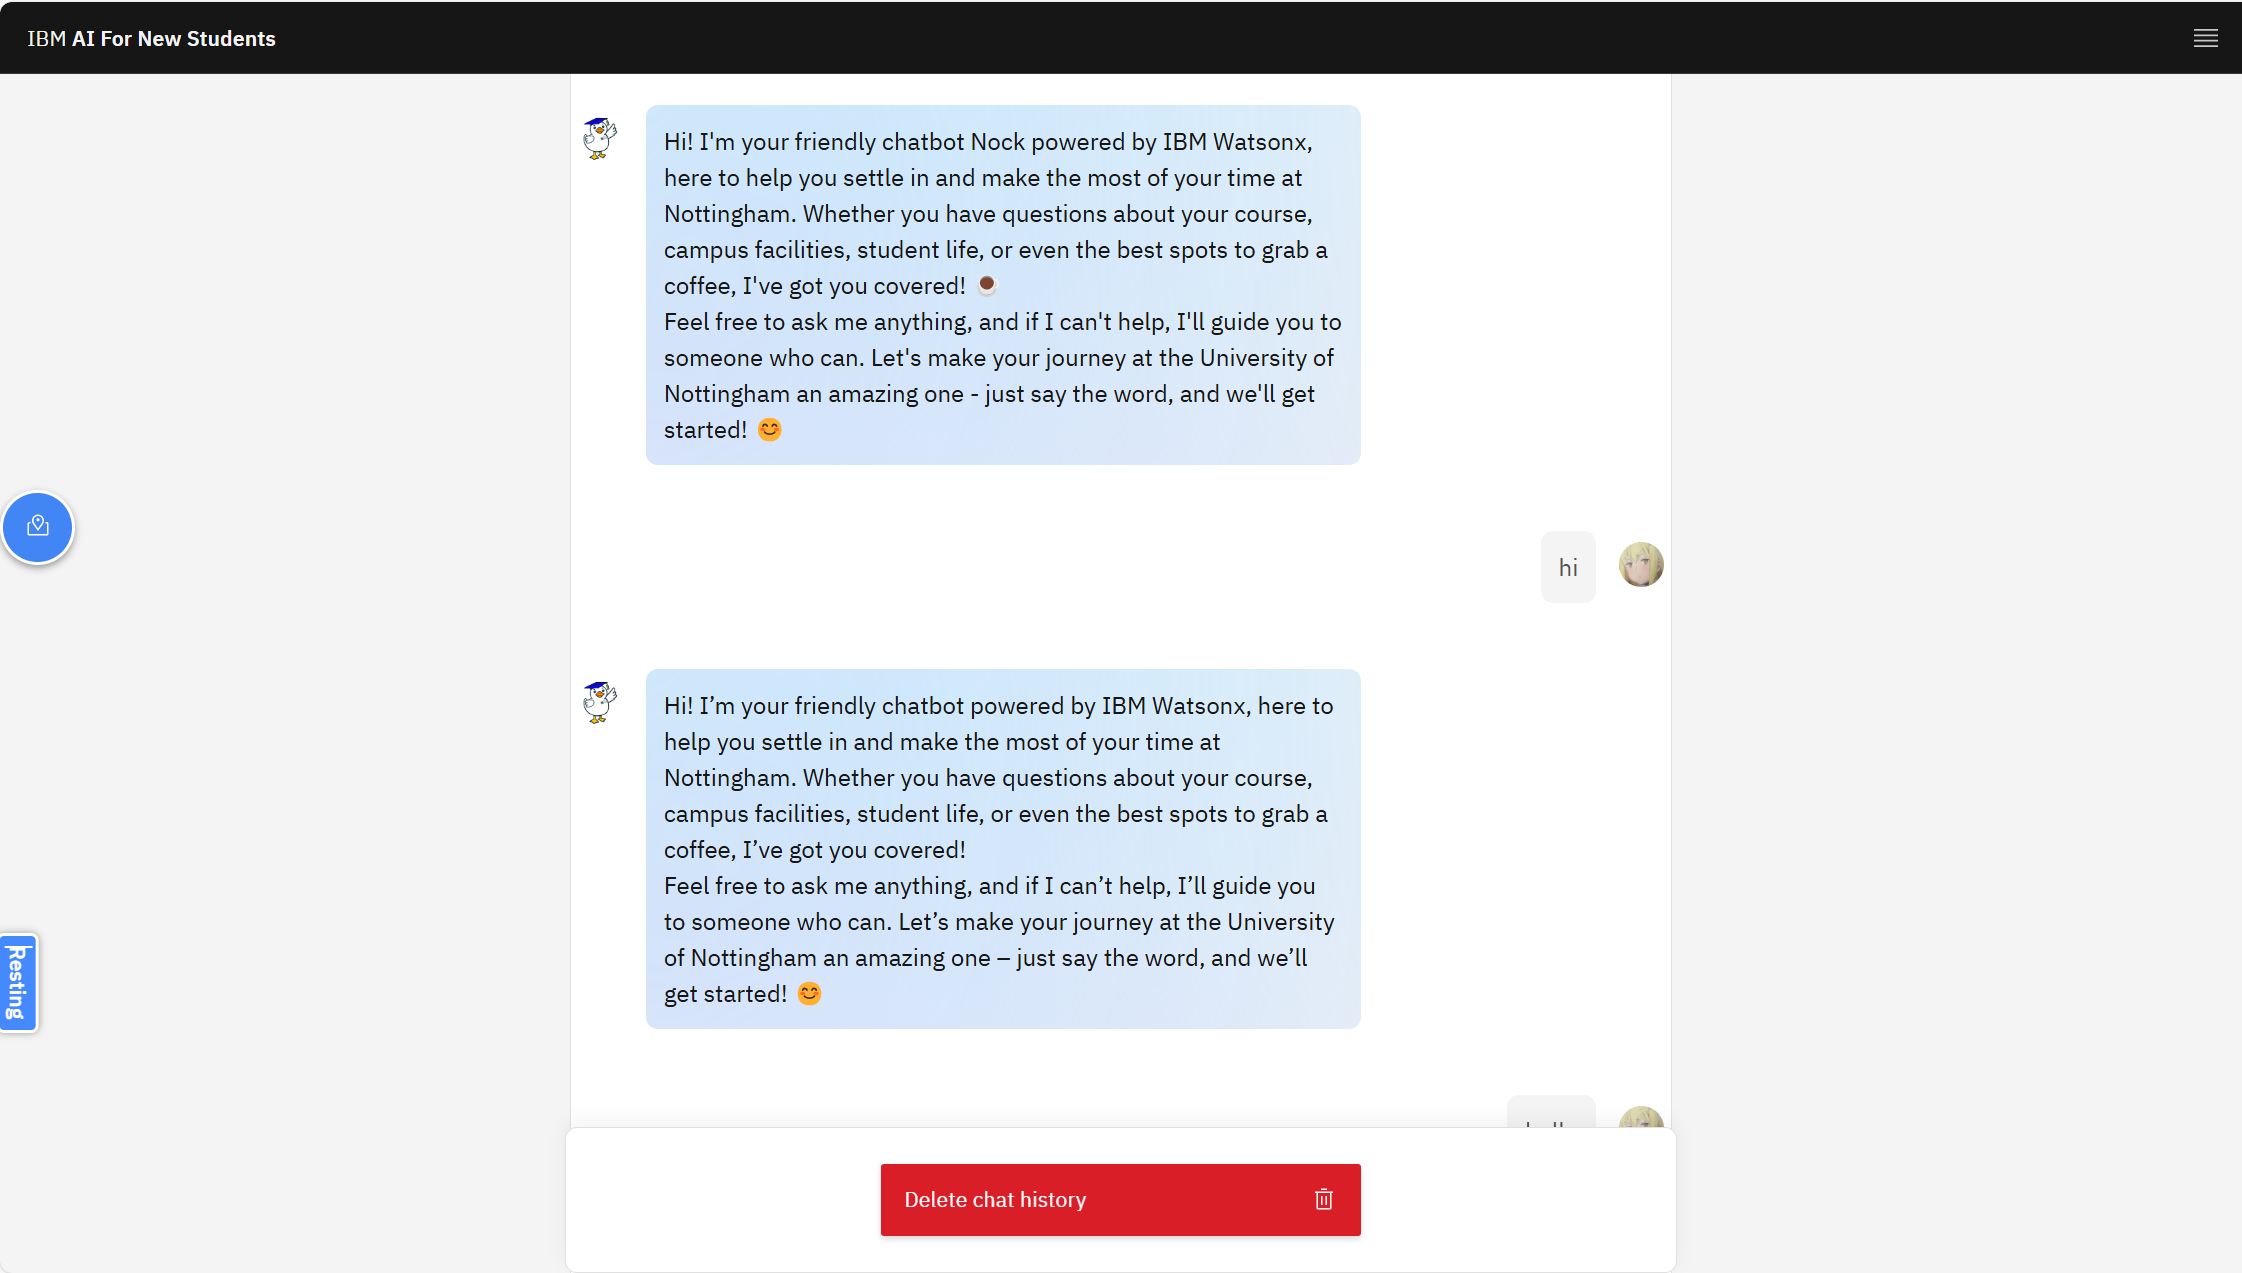 IBM AI For New Students
Hi! I'm your friendly chatbot Nock powered by IBM Watsonx,
here to help you settle in and make the most of your time at
Nottingham. Whether you have questions about your course,
campus facilities, student life, or even the best spots to grab a
coffee, I've got you covered! ☕
Feel free to ask me anything, and if I can't help, I'll guide you to
someone who can. Let's make your journey at the University of
Nottingham an amazing one - just say the word, and we'll get
started! 😊
hi
Hi! I’m your friendly chatbot powered by IBM Watsonx, here to
help you settle in and make the most of your time at
Nottingham. Whether you have questions about your course,
campus facilities, student life, or even the best spots to grab a
coffee, I’ve got you covered!
Feel free to ask me anything, and if I can’t help, I’ll guide you
to someone who can. Let’s make your journey at the University
of Nottingham an amazing one – just say the word, and we’ll
get started! 😊
Resting
Delete chat history